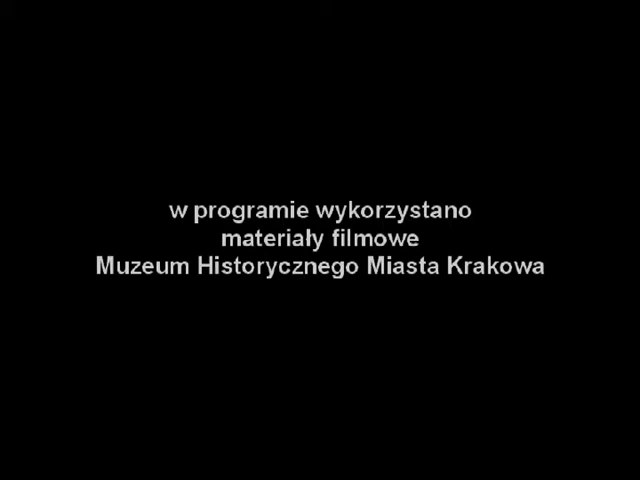 w programie wykorzystano
materiały filmowe
Muzeum Historycznego Miasta Krakowa